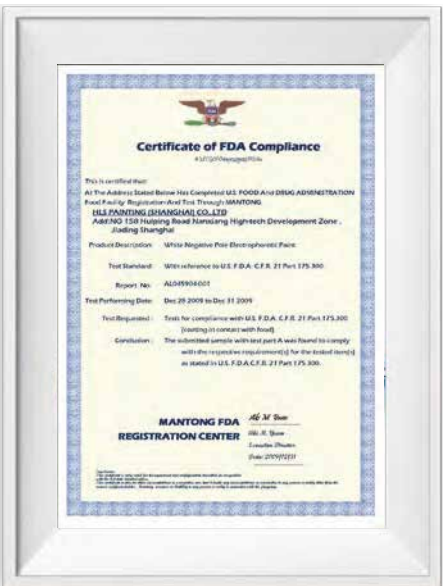 Certificate of FDA Compliance
This is certified that:
At The Address Stated Below Has Completed U.S. FOOD And DRUG ADMINISTRATION
Food Facility Registration And Test Through MANTONG
HLS PAINTING (SHANGHAI) CO.,LTD
Add:NO 158 Huiping Road Nanxiang High-tech Development Zone ,
Jiading Shanghai
Product Description: White Negative Pole Electrophoretic Paint
Test Standard: With reference to U.S. F.D.A. C.F.R. 21 Part 175.300
Report No.
Test Performing Date: Dec 29 2009 to Dec 31 2009
Test Requested: Tests for compliance with U.S. F.D.A. C.F.R. 21 Part 175.300
(coating in contact with food)
Conclusion: The submitted sample with test part A was found to comply
with the respective requirement(s) for the tested item(s)
as stated in U.S. F.D.A C.F.R. 21 Part 175.300.
MANTONG FDA
REGISTRATION CENTER
Executive Director